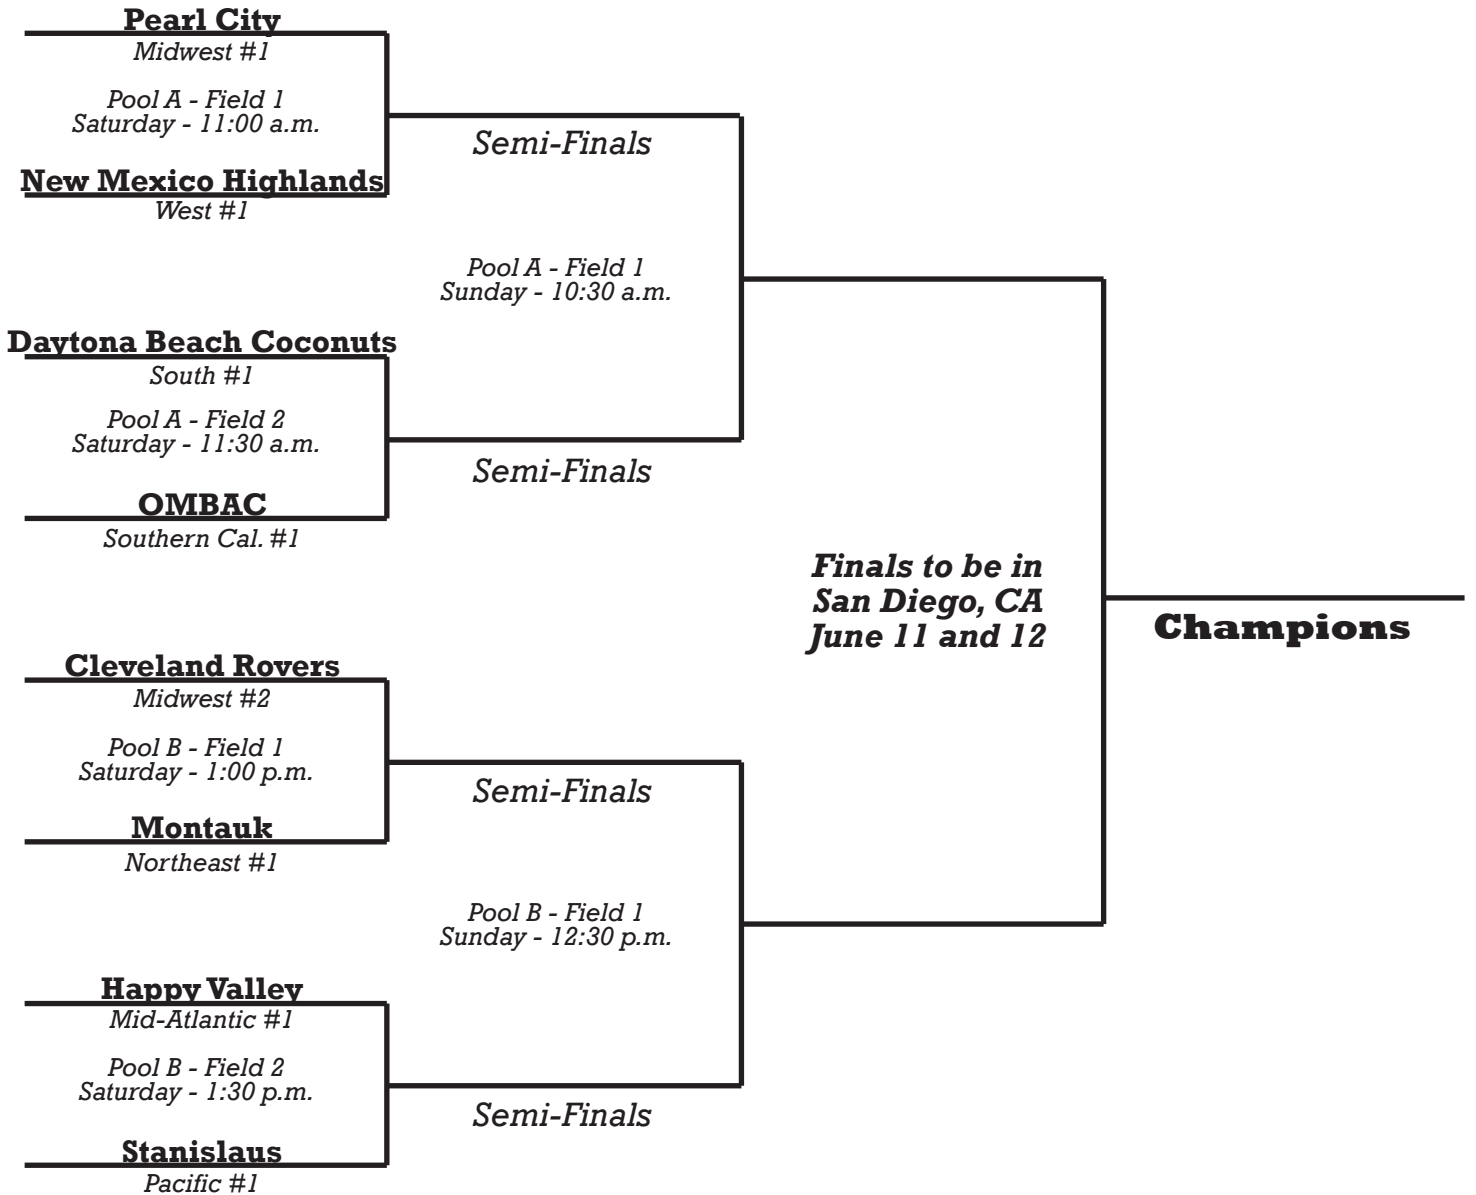 Pearl City
Midwest #1
Pool A - Field 1
Saturday - 11:00 a.m.
New Mexico Highlands
West #1
Daytona Beach Coconuts
South #1
Pool A - Field 2
Saturday - 11:30 a.m.
OMBAC
Southern Cal. #1
Cleveland Rovers
Midwest #2
Pool B - Field 1
Saturday - 1:00 p.m.
Montauk
Northeast #1
Happy Valley
Mid-Atlantic #1
Pool B - Field 2
Saturday - 1:30 p.m.
Stanislaus
Pacific #1
Semi-Finals
Pool A - Field 1
Sunday - 10:30 a.m.
Semi-Finals
Semi-Finals
Pool B - Field 1
Sunday - 12:30 p.m.
Semi-Finals
Finals to be in
San Diego, CA
June 11 and 12
Champions